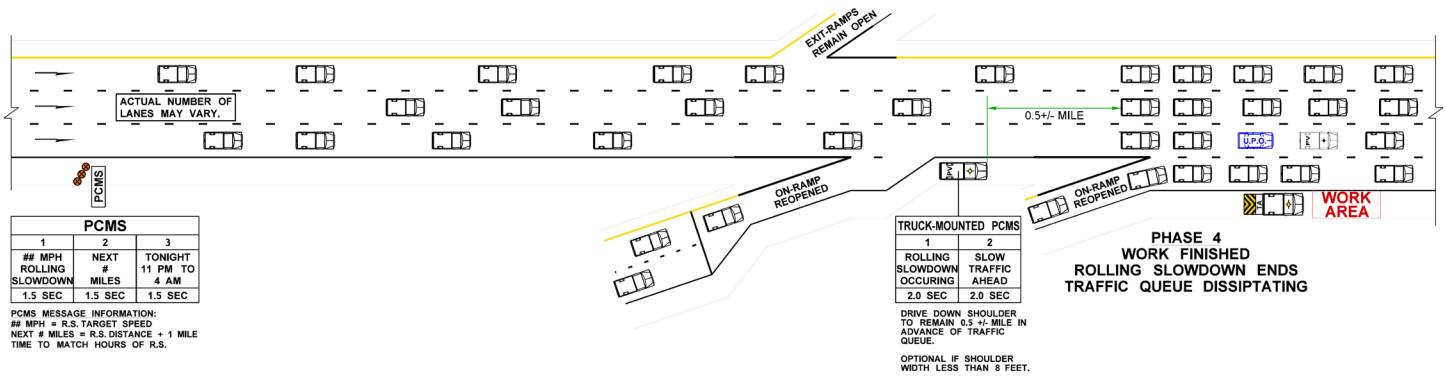 EXIT-RAMPS
REMAIN OPEN
ACTUAL NUMBER OF
LANES MAY VARY.
0.5+/- MILE
U.P.O.
PV
PCMS
PV
ON-RAMP
REOPENED
ON-RAMP
REOPENED
TA
WORK
AREA
PCMS
1 2 3
## MPH NEXT TONIGHT
ROLLING # 11 PM TO
SLOWDOWN MILES 4 AM
1.5 SEC 1.5 SEC 1.5 SEC
PCMS MESSAGE INFORMATION:
## MPH = R.S. TARGET SPEED
NEXT # MILES = R.S. DISTANCE + 1 MILE
TIME TO MATCH HOURS OF R.S.
TRUCK-MOUNTED PCMS
1 2
ROLLING SLOW
SLOWDOWN TRAFFIC
OCCURING AHEAD
2.0 SEC 2.0 SEC
DRIVE DOWN SHOULDER
TO REMAIN 0.5 +/- MILE IN
ADVANCE OF TRAFFIC
QUEUE.
OPTIONAL IF SHOULDER
WIDTH LESS THAN 8 FEET.
PHASE 4
WORK FINISHED
ROLLING SLOWDOWN ENDS
TRAFFIC QUEUE DISSIPTATING